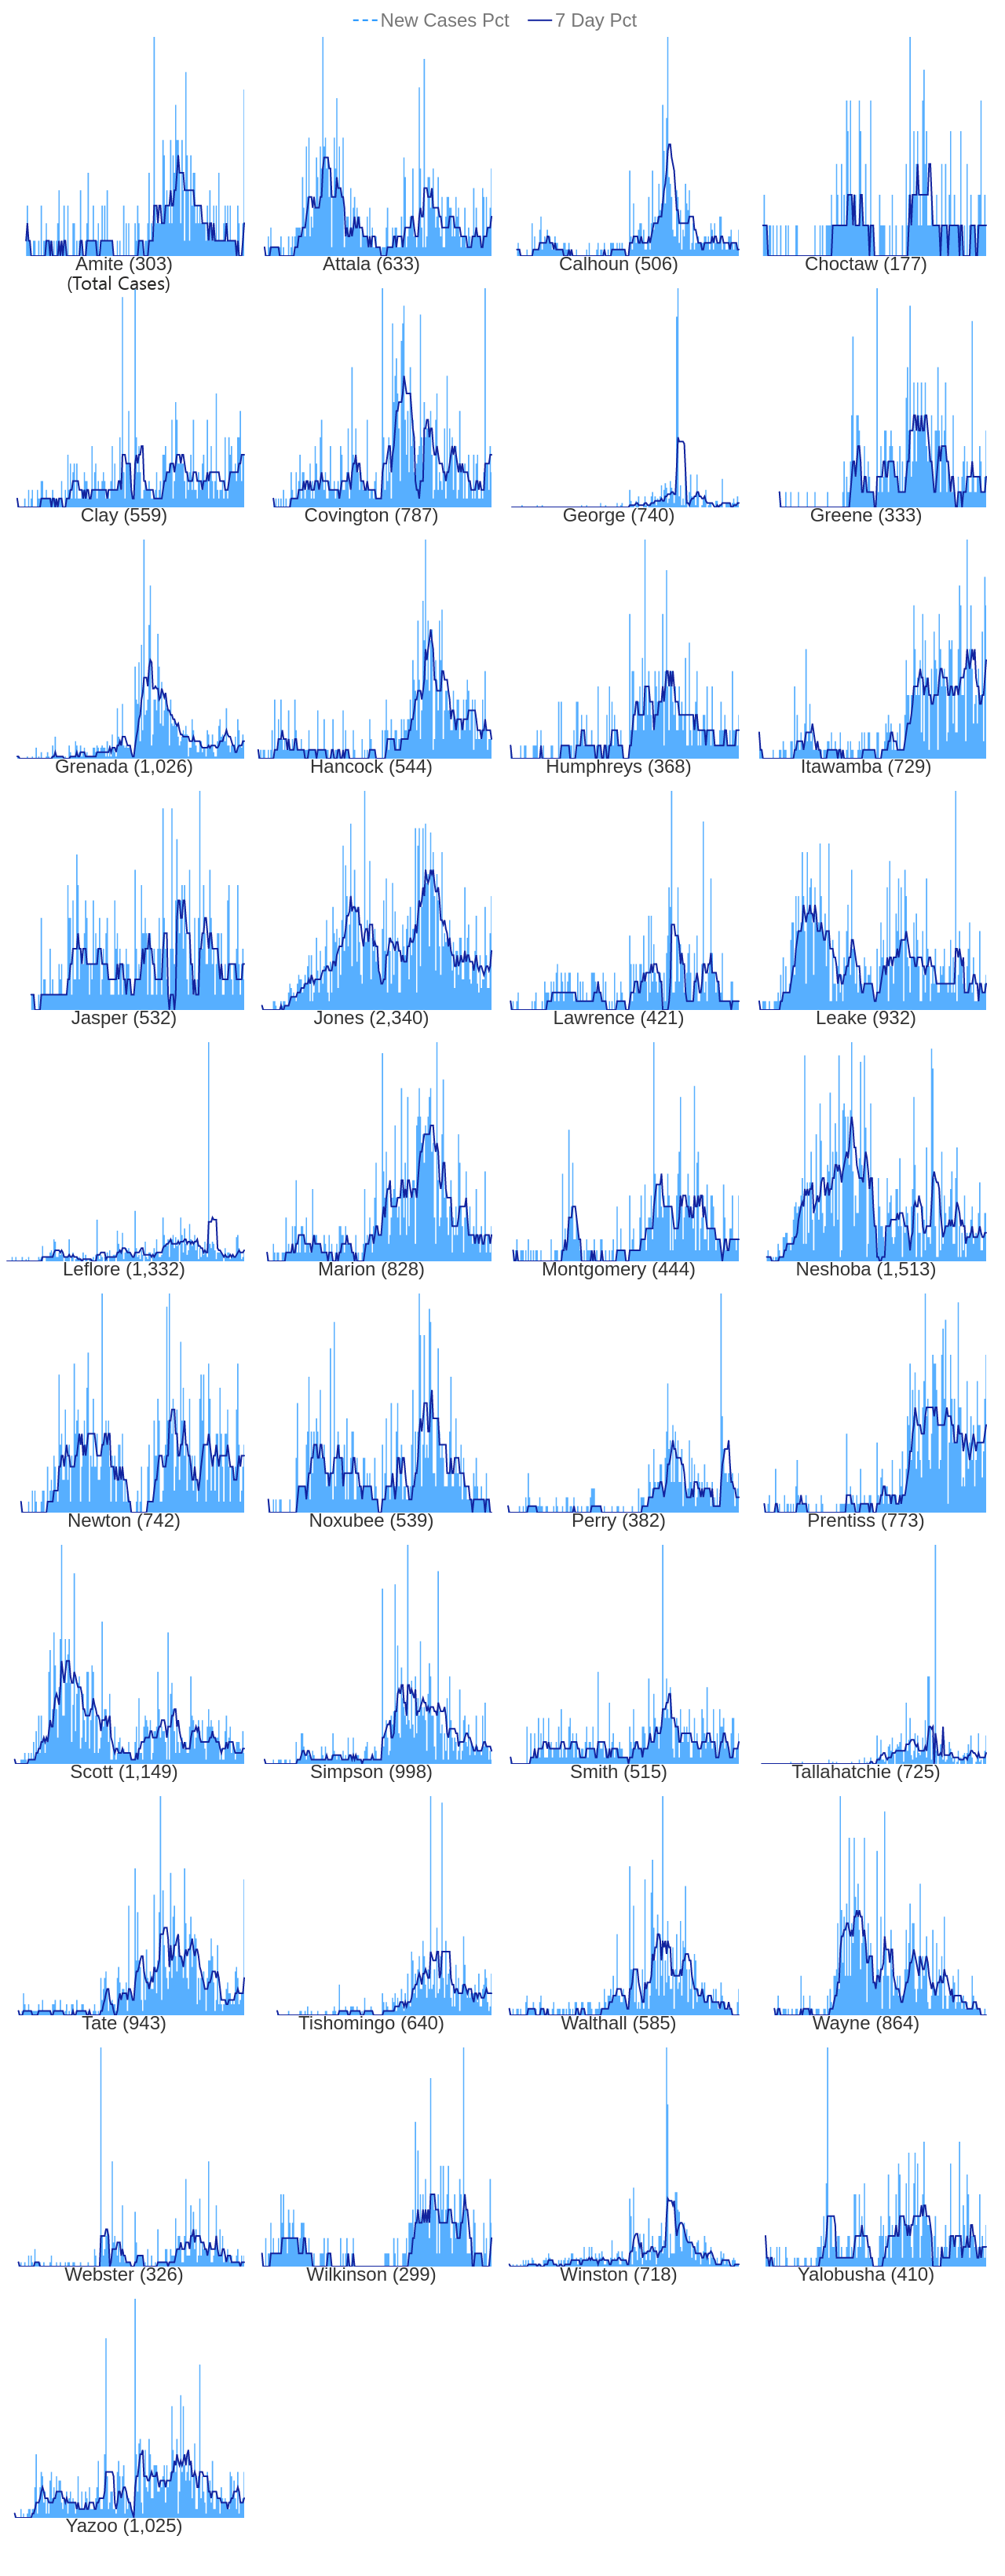 New Cases Pct 7 Day Pct
Amite (303) Attala (633) Calhoun (506) Choctaw (177)
(Total Cases)
Clay (559) Covington (787) George (740) Greene (333)
Grenada (1,026) Hancock (544) Humphreys (368) Itawamba (729)
Jasper (532) Jones (2,340) Lawrence (421) Leake (932)
Leflore (1,332) Marion (828) Montgomery (444) Neshoba (1,513)
Newton (742) Noxubee (539) Perry (382) Prentiss (773)
Scott (1,149) Simpson (998) Smith (515) Tallahatchie (725)
Tate (943) Tishomingo (640) Walthall (585) Wayne (864)
Webster (326) Wilkinson (299) Winston (718) Yalobusha (410)
Yazoo (1,025)